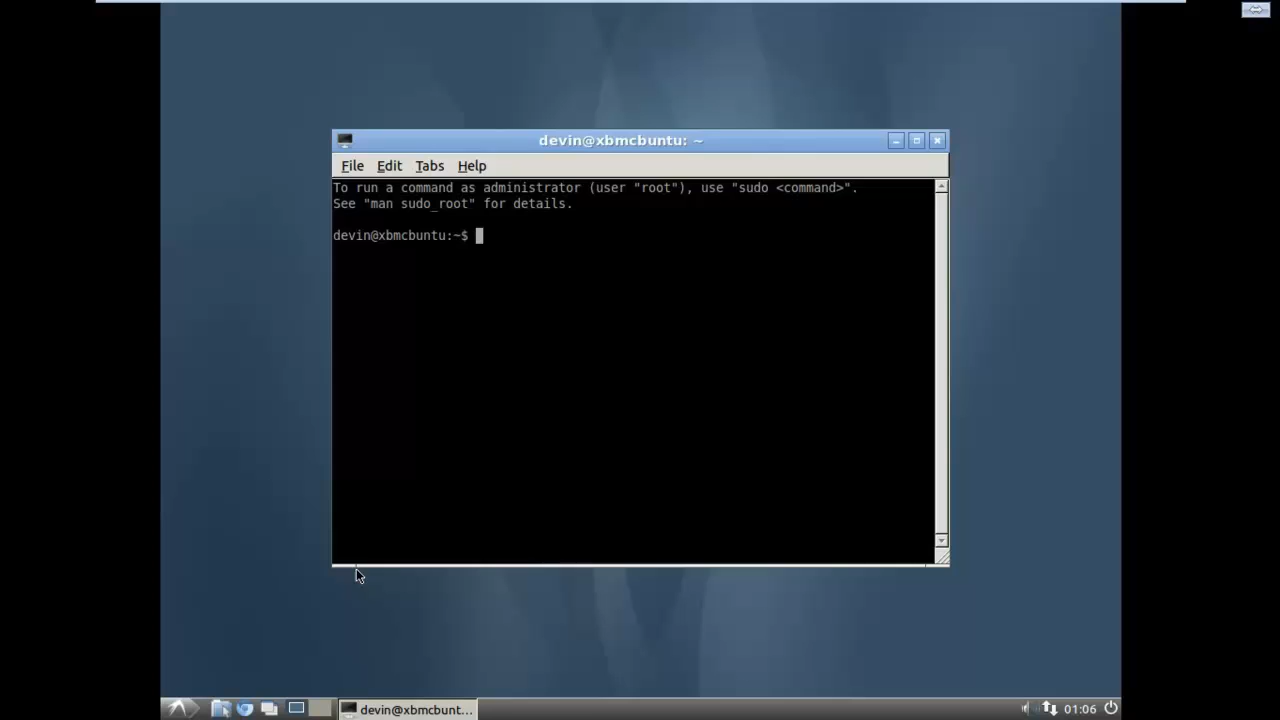 devin@xbmcbuntu: ~
File Edit Tabs Help
To run a command as administrator (user "root"), use "sudo <command>".
See "man sudo_root" for details.
devin@xbmcbuntu:~$
devin@xbmcbunt...
01:06